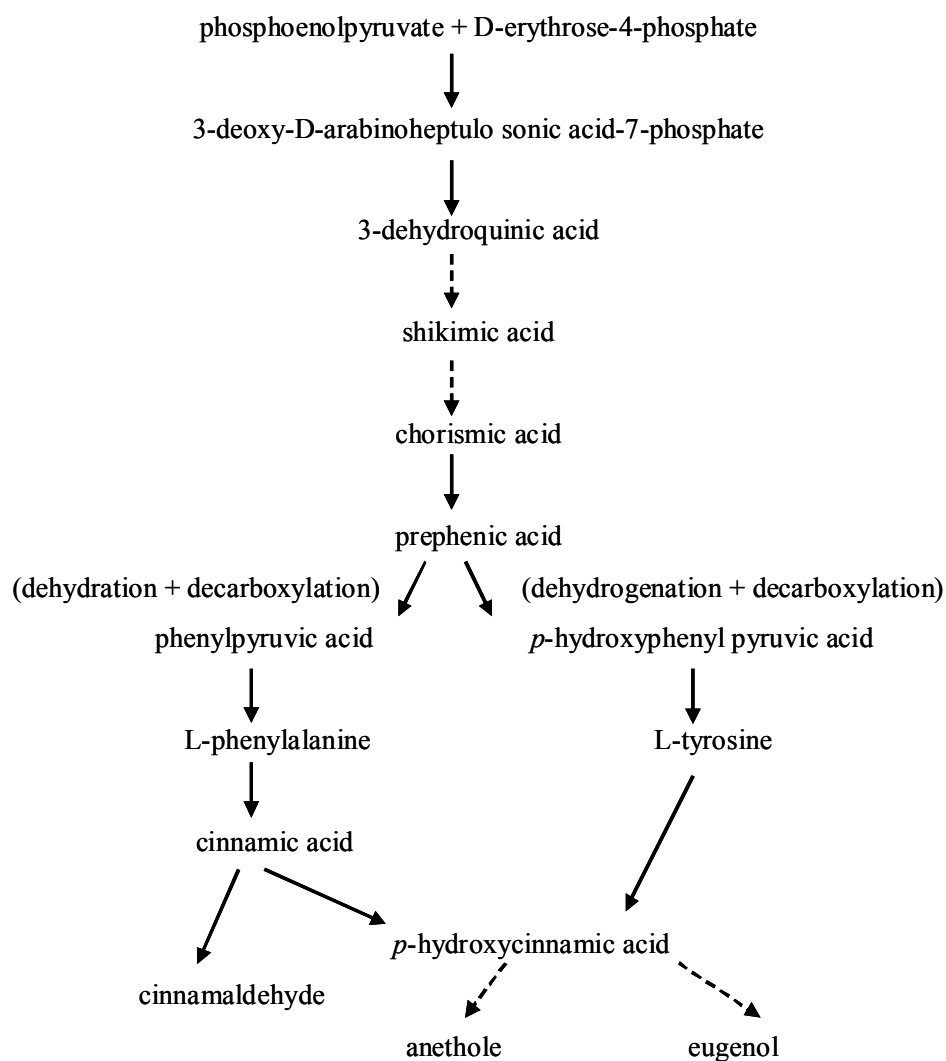 phosphoenolpyruvate + D-erythrose-4-phosphate
3-deoxy-D-arabinoheptulo sonic acid-7-phosphate
3-dehydroquinic acid
shikimic acid
chorismic acid
prephenic acid
(dehydration + decarboxylation)
(dehydrogenation + decarboxylation)
phenylpyruvic acid
p-hydroxyphenyl pyruvic acid
L-phenylalanine
L-tyrosine
cinnamic acid
p-hydroxycinnamic acid
cinnamaldehyde
anethole
eugenol